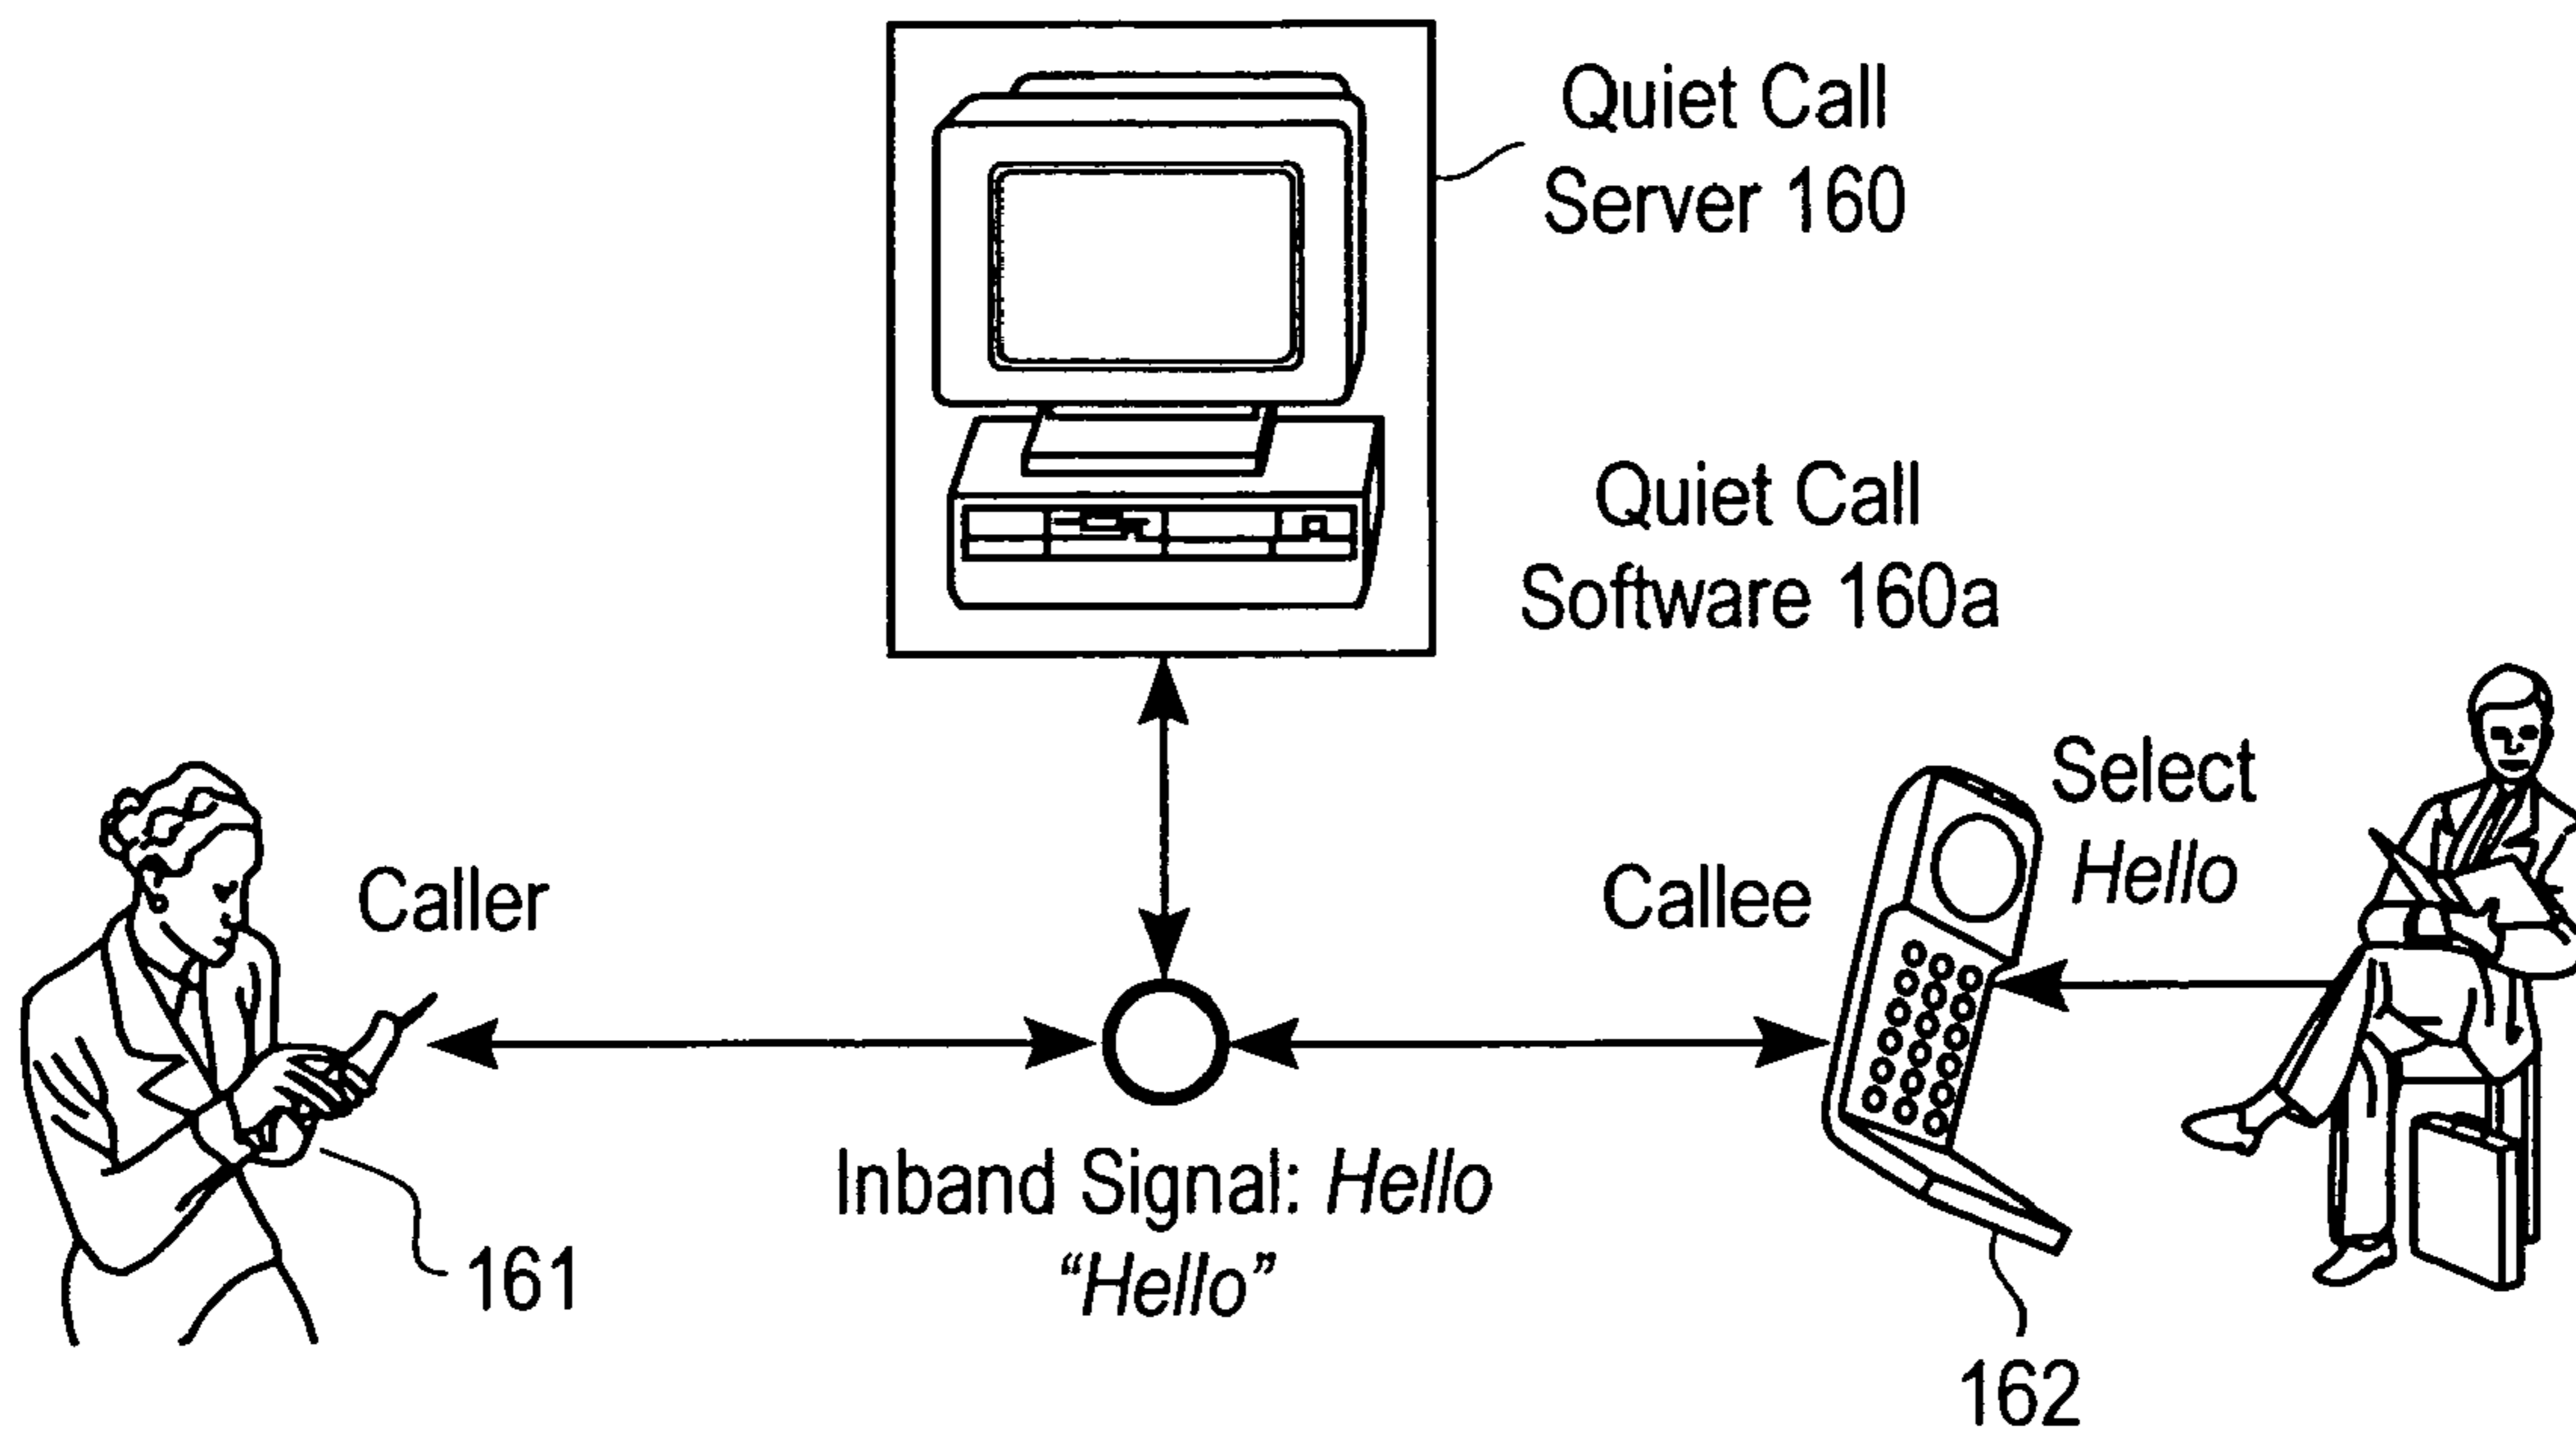 Quiet Call
Server 160
Quiet Call
Software 160a
Caller
Callee
Select
Hello
Inband Signal: Hello
“Hello”
161
162